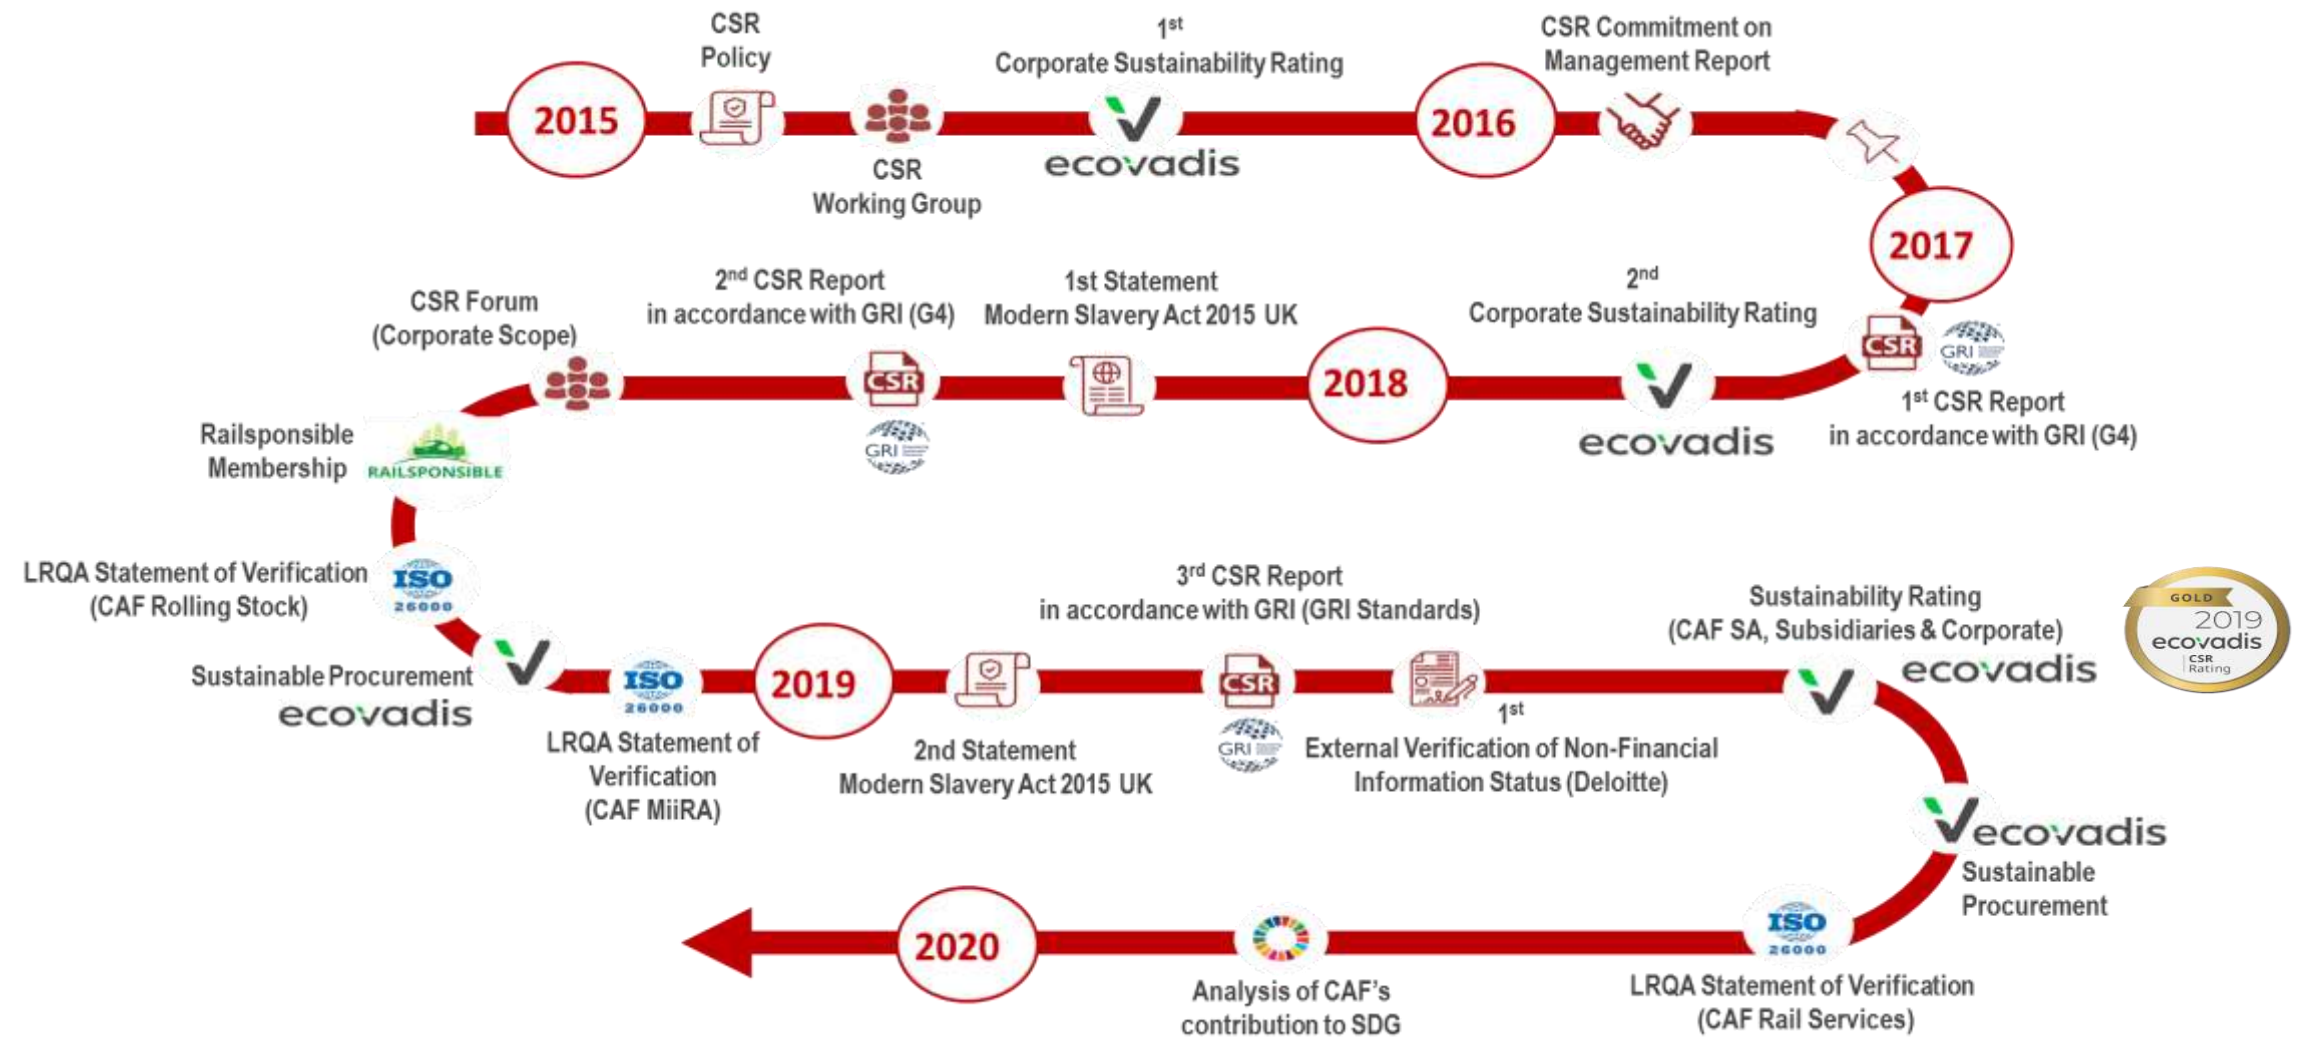 2015
CSR
Policy
CSR
Working Group
1st
Corporate Sustainability Rating
ecovadis
2016
CSR Commitment on
Management Report
2017
CSR
GRI
1st CSR Report
in accordance with GRI (G4)
2nd
Corporate Sustainability Rating
ecovadis
2018
1st Statement
Modern Slavery Act 2015 UK
2nd CSR Report
in accordance with GRI (G4)
CSR
GRI
CSR Forum
(Corporate Scope)
Railsponsible
Membership
RAILSPONSIBLE
LRQA Statement of Verification
(CAF Rolling Stock)
ISO
26000
Sustainable Procurement
ecovadis
ISO
26000
LRQA Statement of
Verification
(CAF MiiRA)
2019
2nd Statement
Modern Slavery Act 2015 UK
3rd CSR Report
in accordance with GRI (GRI Standards)
CSR
GRI
1st
External Verification of Non-Financial
Information Status (Deloitte)
Sustainability Rating
(CAF SA, Subsidiaries & Corporate)
ecovadis
GOLD
2019
ecovadis
CSR
Rating
ecovadis
Sustainable
Procurement
ISO
26000
LRQA Statement of Verification
(CAF Rail Services)
Analysis of CAF's
contribution to SDG
2020